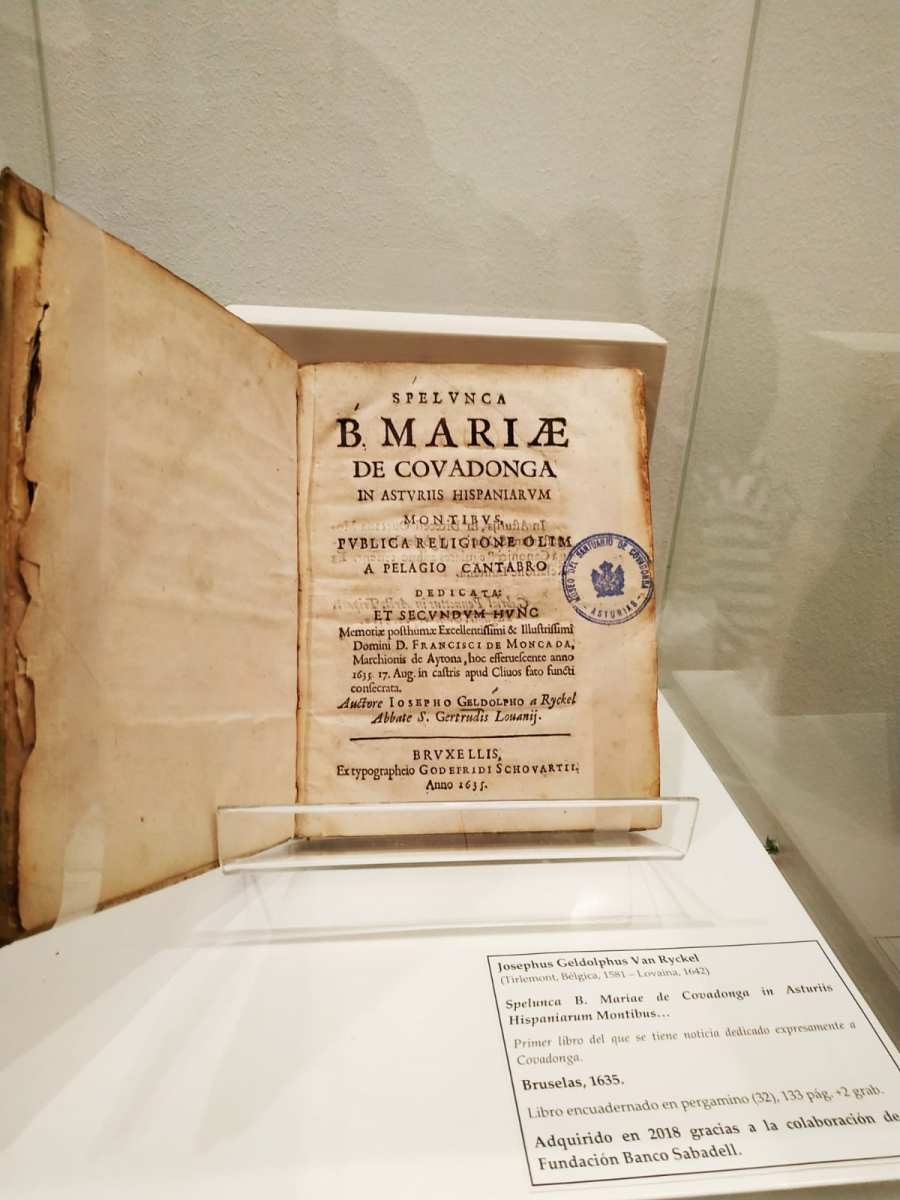 SPELVNCA
B. MARIÆ
DE COVADONGA
IN ASTVRIIS HISPANIARVM
MONTIBVS,
PVBLICA RELIGIONE OLIM
A PELAGIO CANTABRO
DEDICATA:
ET SECVNDVM HVNC
Memoriæ posthumæ Excellentissimi & Illustrissimi
Domini D. FRANCISCI DE MONCADA,
Marchionis de Aytona, hoc efferuescente anno
1635. 17. Aug. in castris apud Cliuos fato functi
consecrata.
Auctore IOSEPHO GELDOLPHO a Ryckel
Abbate S. Gertrudis Louanij.
BRVXELLIS,
Ex typographeio GODEFRIDI SCHOVARTII.
Anno 1635.
MUSEO DEL SANTUARIO DE COVADONGA
- ASTURIAS -
Josephus Geldolphus Van Ryckel
(Tirlemont, Bélgica, 1581 – Lovaina, 1642)
Spelunca B. Mariae de Covadonga in Asturiis
Hispaniarum Montibus...
Primer libro del que se tiene noticia dedicado expresamente a
Covadonga.
Bruselas, 1635.
Libro encuadernado en pergamino (32), 133 pág. +2 grab.
Adquirido en 2018 gracias a la colaboración de
Fundación Banco Sabadell.